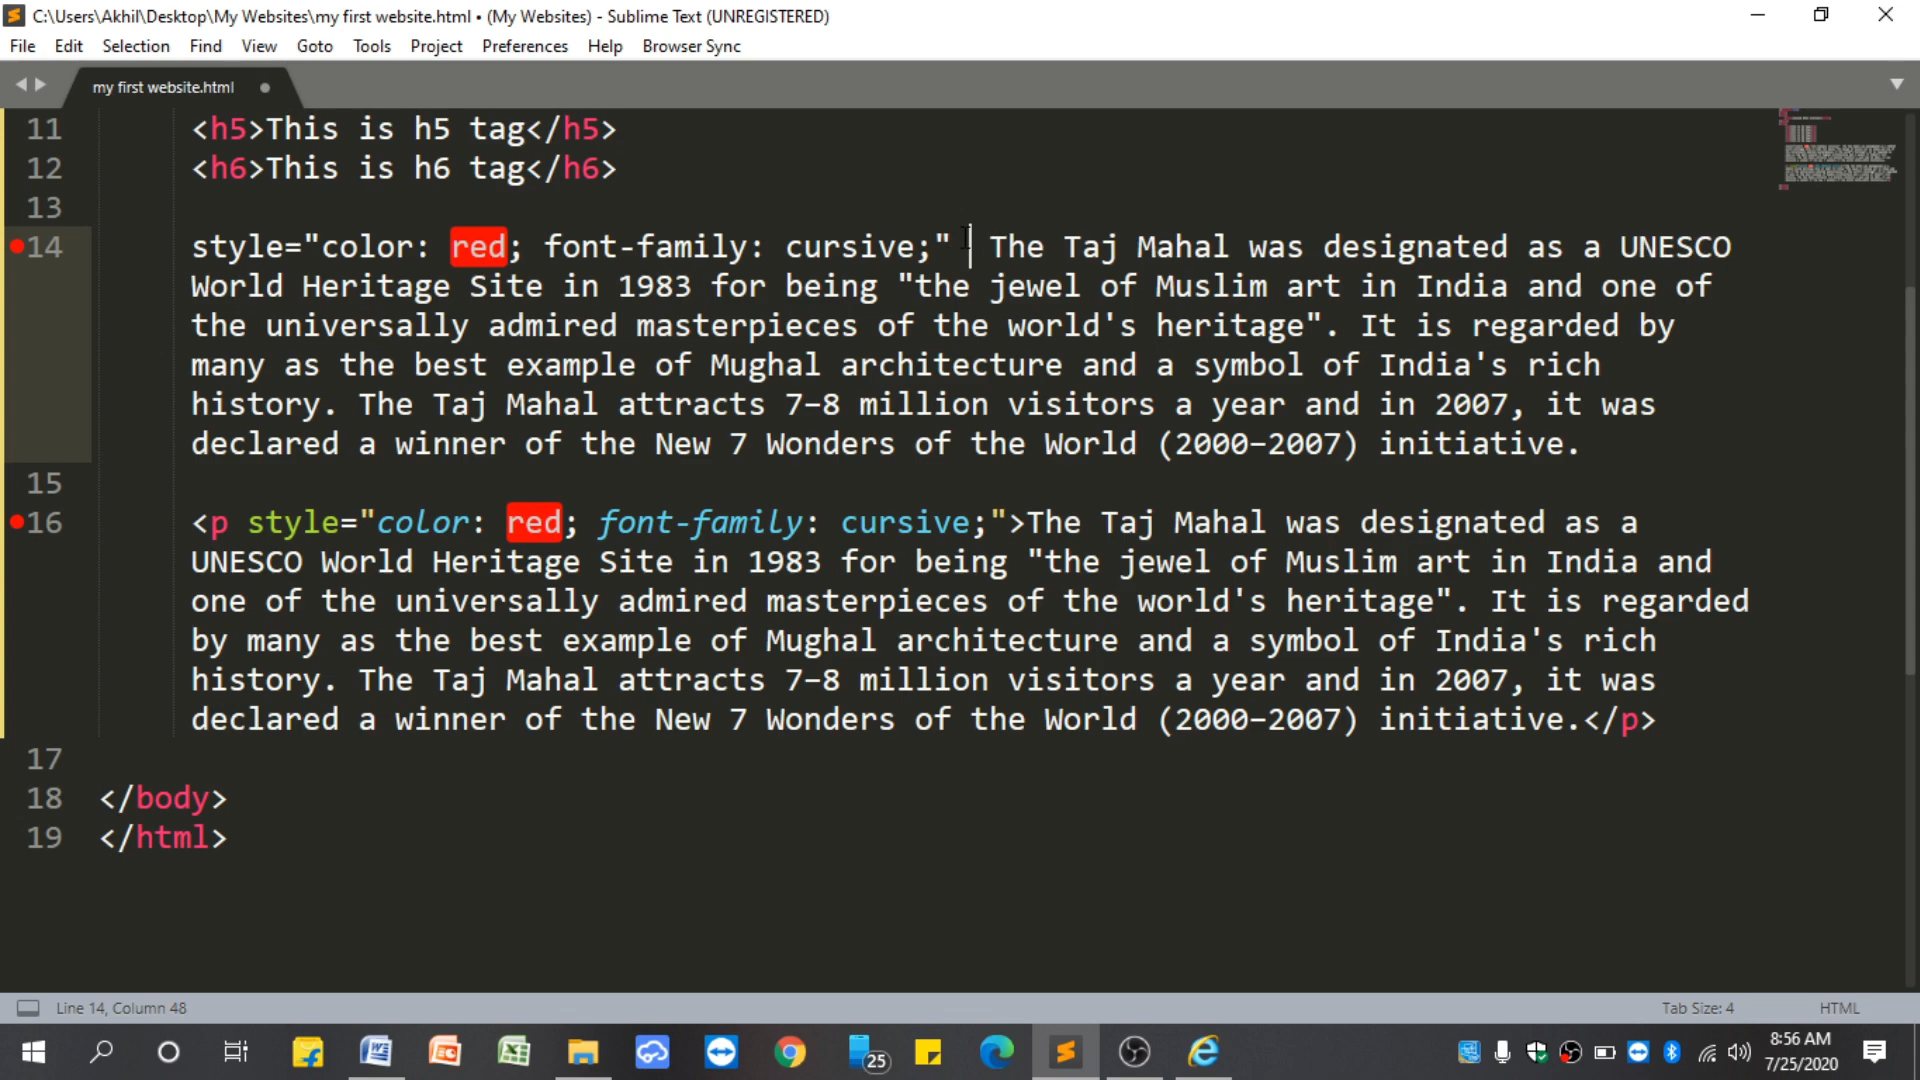 C:\Users\Akhil\Desktop\My Websites\my first website.html • (My Websites) - Sublime Text (UNREGISTERED)
File Edit Selection Find View Goto Tools Project Preferences Help Browser Sync
my first website.html
11 <h5>This is h5 tag</h5>
12 <h6>This is h6 tag</h6>
13
14 style="color: red; font-family: cursive;" The Taj Mahal was designated as a UNESCO
World Heritage Site in 1983 for being "the jewel of Muslim art in India and one of
the universally admired masterpieces of the world's heritage". It is regarded by
many as the best example of Mughal architecture and a symbol of India's rich
history. The Taj Mahal attracts 7–8 million visitors a year and in 2007, it was
declared a winner of the New 7 Wonders of the World (2000–2007) initiative.
15
16 <p style="color: red; font-family: cursive;">The Taj Mahal was designated as a
UNESCO World Heritage Site in 1983 for being "the jewel of Muslim art in India and
one of the universally admired masterpieces of the world's heritage". It is regarded
by many as the best example of Mughal architecture and a symbol of India's rich
history. The Taj Mahal attracts 7–8 million visitors a year and in 2007, it was
declared a winner of the New 7 Wonders of the World (2000–2007) initiative.</p>
17
18 </body>
19 </html>
Line 14, Column 48 Tab Size: 4 HTML
25
8:56 AM
7/25/2020